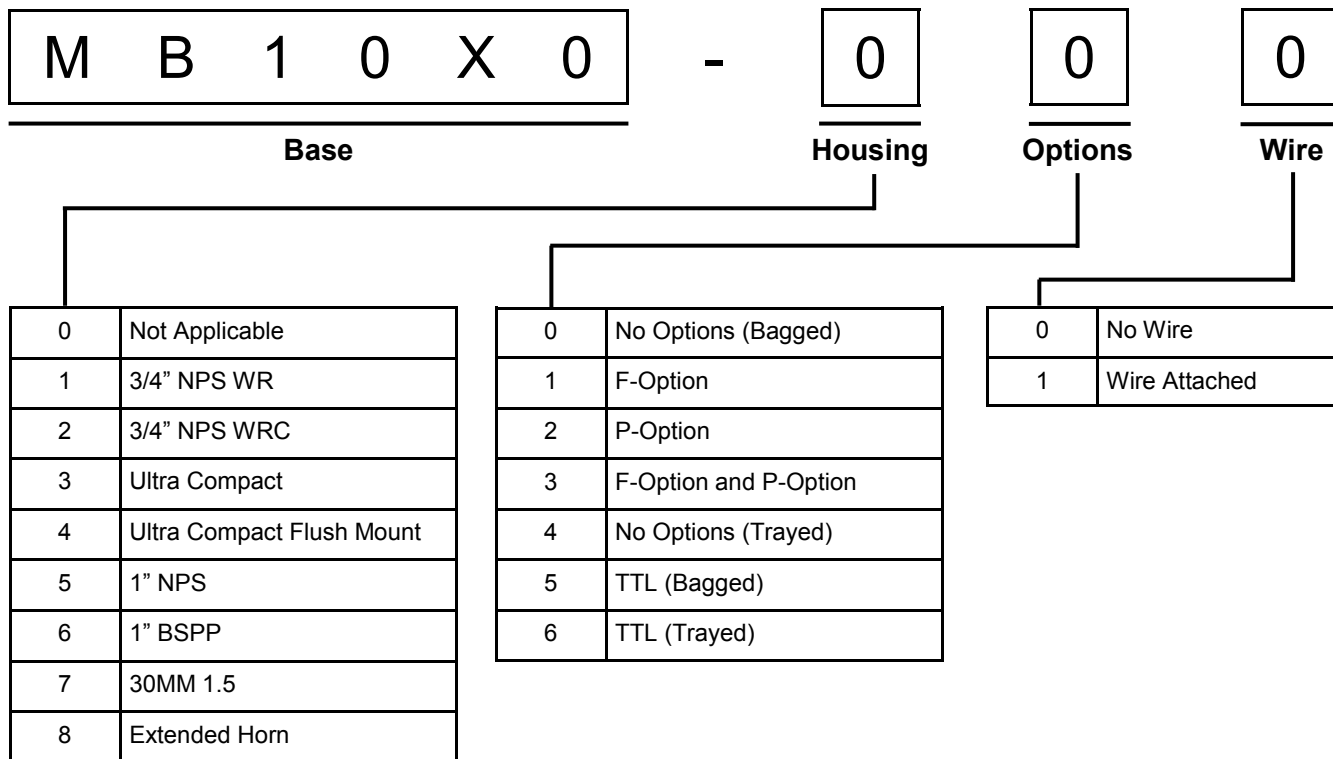 M B 1 0 X 0 - 0 0 0
Base Housing Options Wire
0 Not Applicable
1 3/4” NPS WR
2 3/4” NPS WRC
3 Ultra Compact
4 Ultra Compact Flush Mount
5 1” NPS
6 1” BSPP
7 30MM 1.5
8 Extended Horn
0 No Options (Bagged)
1 F-Option
2 P-Option
3 F-Option and P-Option
4 No Options (Trayed)
5 TTL (Bagged)
6 TTL (Trayed)
0 No Wire
1 Wire Attached